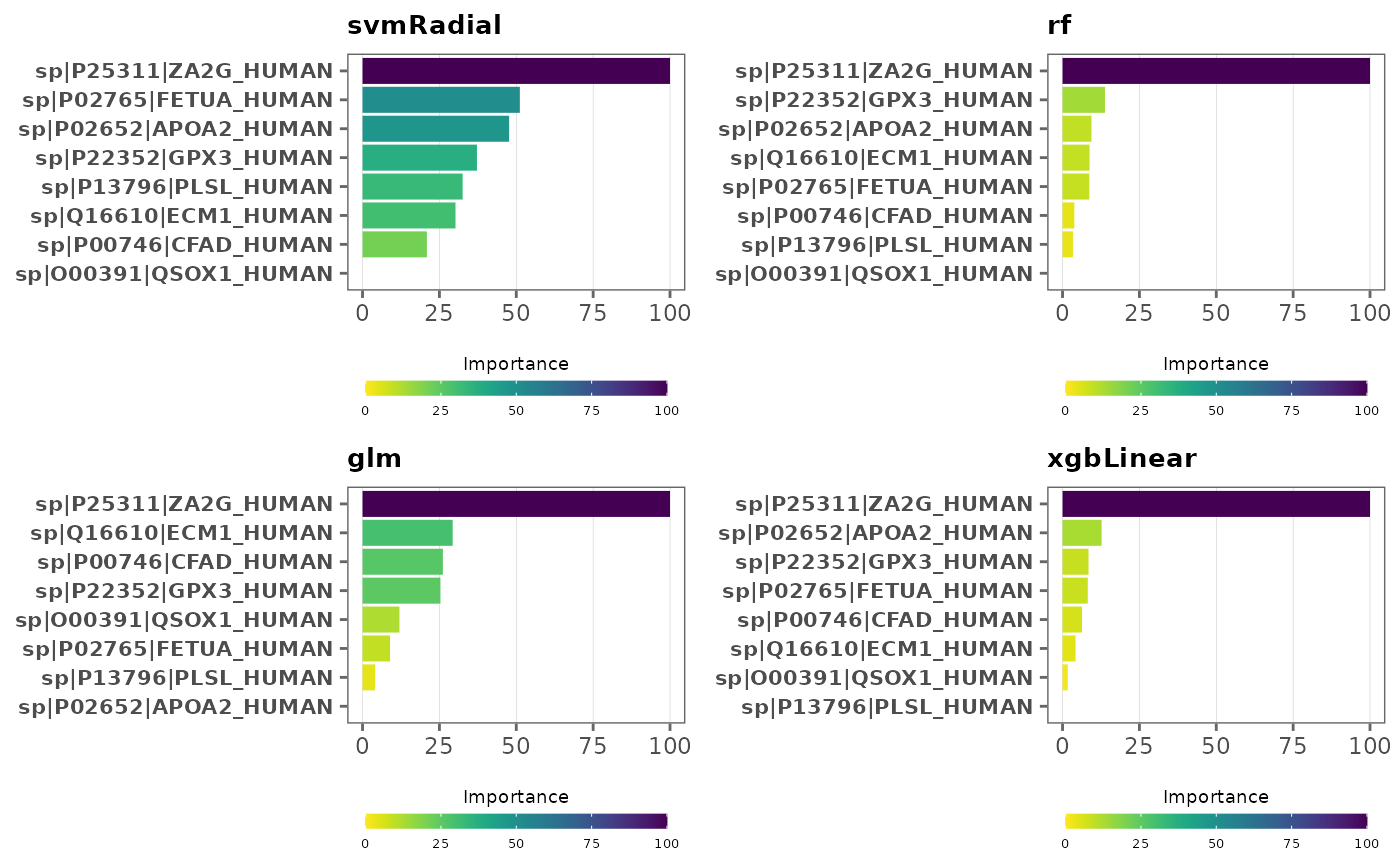 svmRadial
sp|P25311|ZA2G_HUMAN
sp|P02765|FETUA_HUMAN
sp|P02652|APOA2_HUMAN
sp|P22352|GPX3_HUMAN
sp|P13796|PLSL_HUMAN
sp|Q16610|ECM1_HUMAN
sp|P00746|CFAD_HUMAN
sp|O00391|QSOX1_HUMAN
0 25 50 75 100
Importance
0 25 50 75 100
rf
sp|P25311|ZA2G_HUMAN
sp|P22352|GPX3_HUMAN
sp|P02652|APOA2_HUMAN
sp|Q16610|ECM1_HUMAN
sp|P02765|FETUA_HUMAN
sp|P00746|CFAD_HUMAN
sp|P13796|PLSL_HUMAN
sp|O00391|QSOX1_HUMAN
0 25 50 75 100
Importance
0 25 50 75 100
glm
sp|P25311|ZA2G_HUMAN
sp|Q16610|ECM1_HUMAN
sp|P00746|CFAD_HUMAN
sp|P22352|GPX3_HUMAN
sp|O00391|QSOX1_HUMAN
sp|P02765|FETUA_HUMAN
sp|P13796|PLSL_HUMAN
sp|P02652|APOA2_HUMAN
0 25 50 75 100
Importance
0 25 50 75 100
xgbLinear
sp|P25311|ZA2G_HUMAN
sp|P02652|APOA2_HUMAN
sp|P22352|GPX3_HUMAN
sp|P02765|FETUA_HUMAN
sp|P00746|CFAD_HUMAN
sp|Q16610|ECM1_HUMAN
sp|O00391|QSOX1_HUMAN
sp|P13796|PLSL_HUMAN
0 25 50 75 100
Importance
0 25 50 75 100